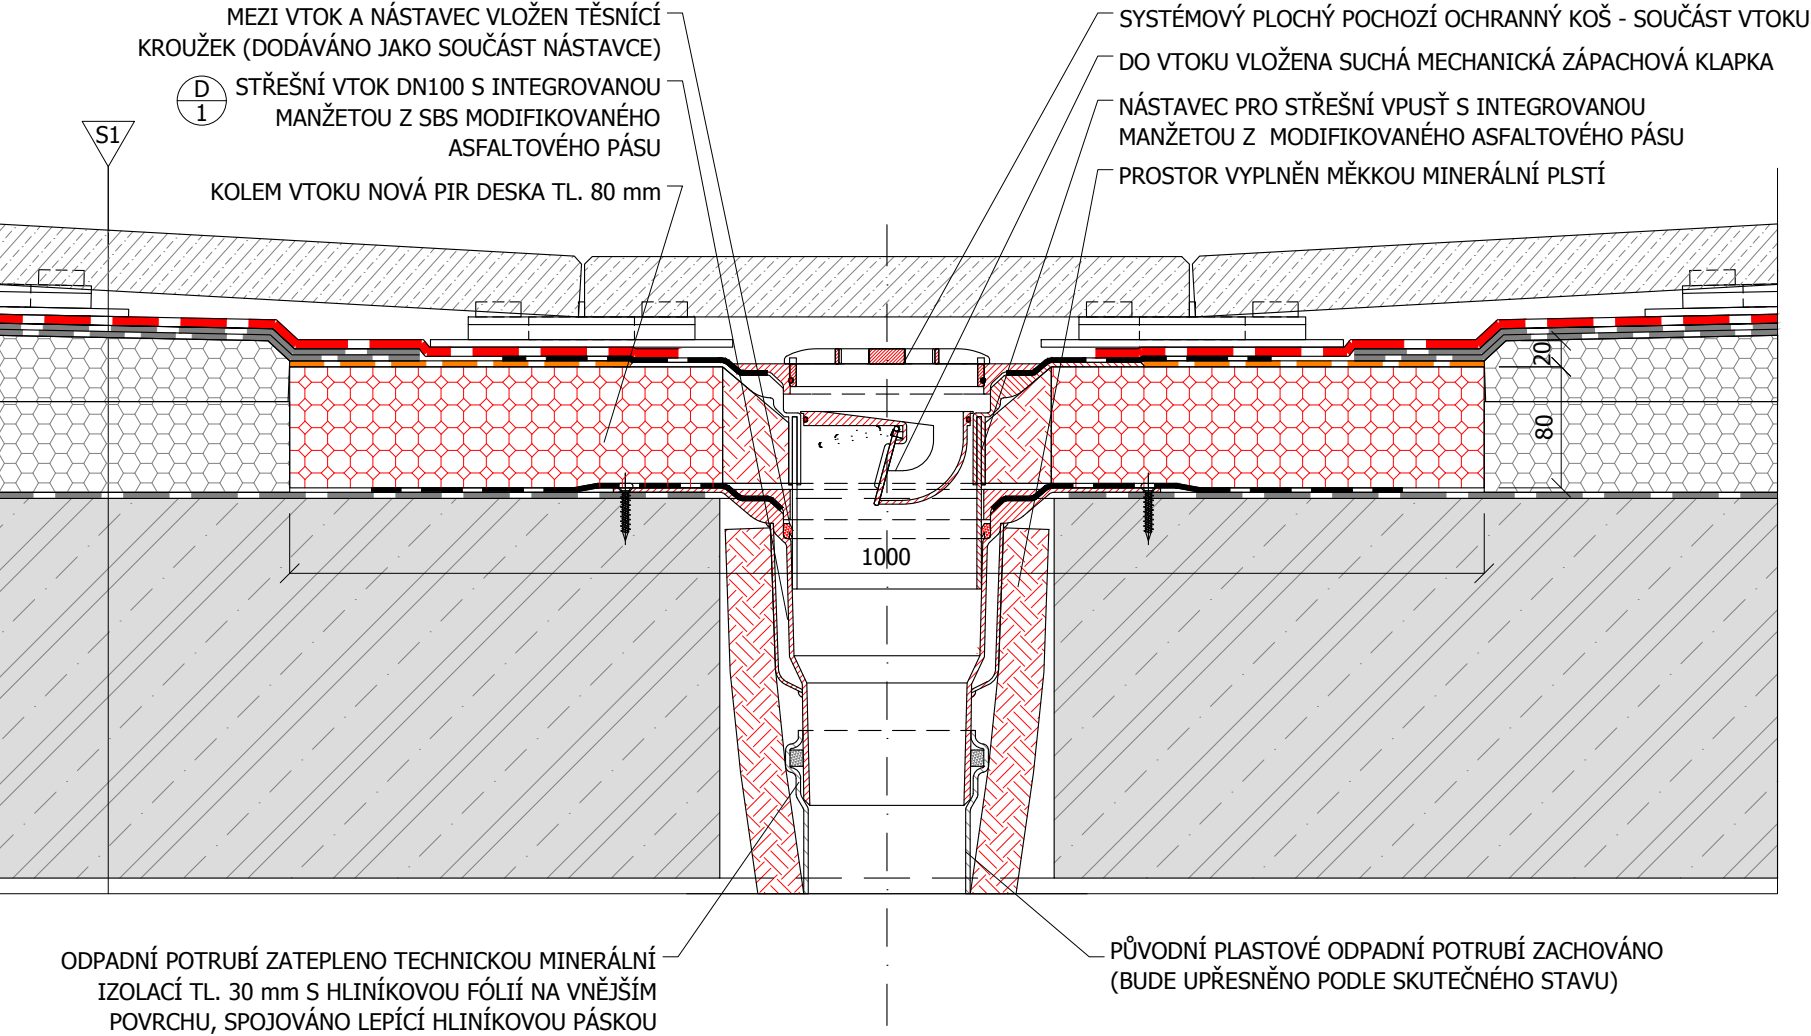 MEZI VTOK A NÁSTAVEC VLOŽEN TĚSNÍCÍ
KROUŽEK (DODÁVÁNO JAKO SOUČÁST NÁSTAVCE)
D
1
STŘEŠNÍ VTOK DN100 S INTEGROVANOU
MANŽETOU Z SBS MODIFIKOVANÉHO
ASFALTOVÉHO PÁSU
S1
KOLEM VTOKU NOVÁ PIR DESKA TL. 80 mm
SYSTÉMOVÝ PLOCHÝ POCHOZÍ OCHRANNÝ KOŠ - SOUČÁST VTOKU
DO VTOKU VLOŽENA SUCHÁ MECHANICKÁ ZÁPACHOVÁ KLAPKA
NÁSTAVEC PRO STŘEŠNÍ VPUSŤ S INTEGROVANOU
MANŽETOU Z MODIFIKOVANÉHO ASFALTOVÉHO PÁSU
PROSTOR VYPLNĚN MĚKKOU MINERÁLNÍ PLSTÍ
20
80
1000
ODPADNÍ POTRUBÍ ZATEPLENO TECHNICKOU MINERÁLNÍ
IZOLACÍ TL. 30 mm S HLINÍKOVOU FÓLIÍ NA VNĚJŠÍM
POVRCHU, SPOJOVÁNO LEPÍCÍ HLINÍKOVOU PÁSKOU
PŮVODNÍ PLASTOVÉ ODPADNÍ POTRUBÍ ZACHOVÁNO
(BUDE UPŘESNĚNO PODLE SKUTEČNÉHO STAVU)